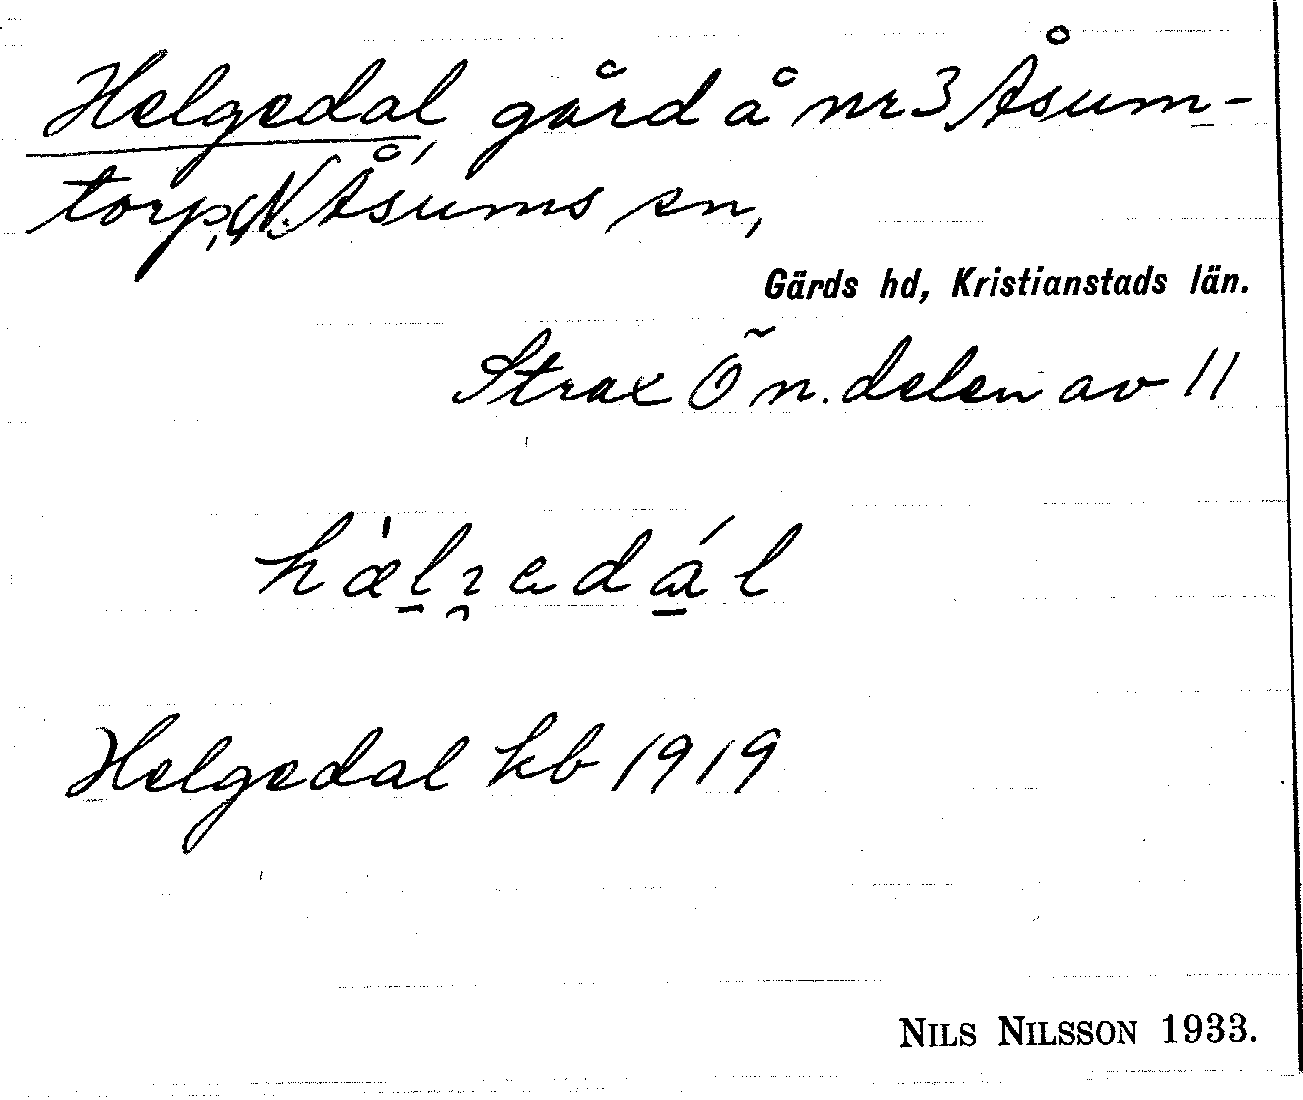 Helgedal, gård å nr 3 Åsum-
torp, N. Åsums sn,
Gärds hd, Kristianstads län.
Strax Ö n. delen av 11
Helgedal kb 1919
NILS NILSSON 1933.